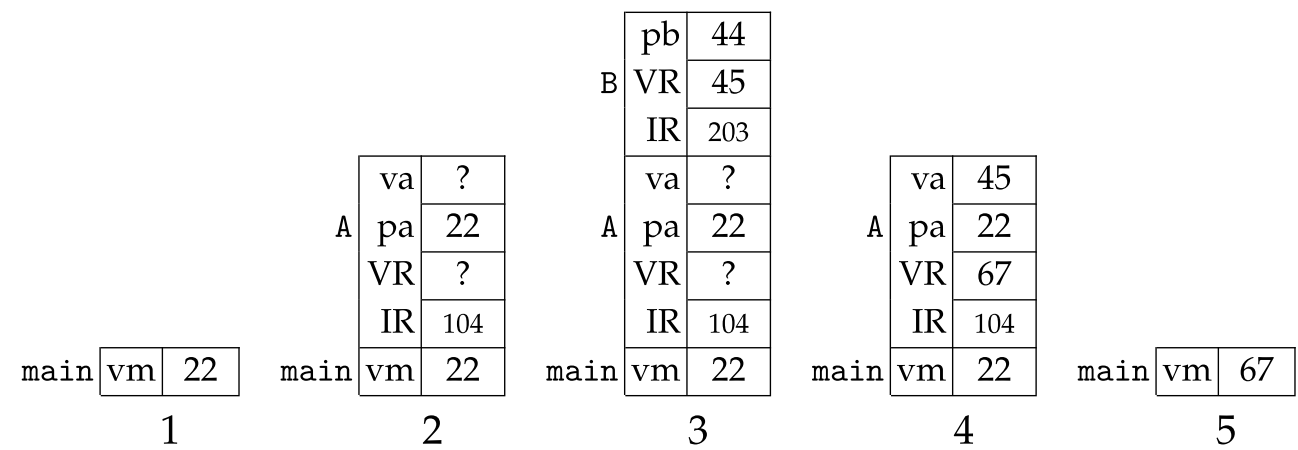 main vm 22
1
va ?
A pa 22
VR ?
IR 104
main vm 22
2
pb 44
B VR 45
IR 203
va ?
A pa 22
VR ?
IR 104
main vm 22
3
va 45
A pa 22
VR 67
IR 104
main vm 22
4
main vm 67
5